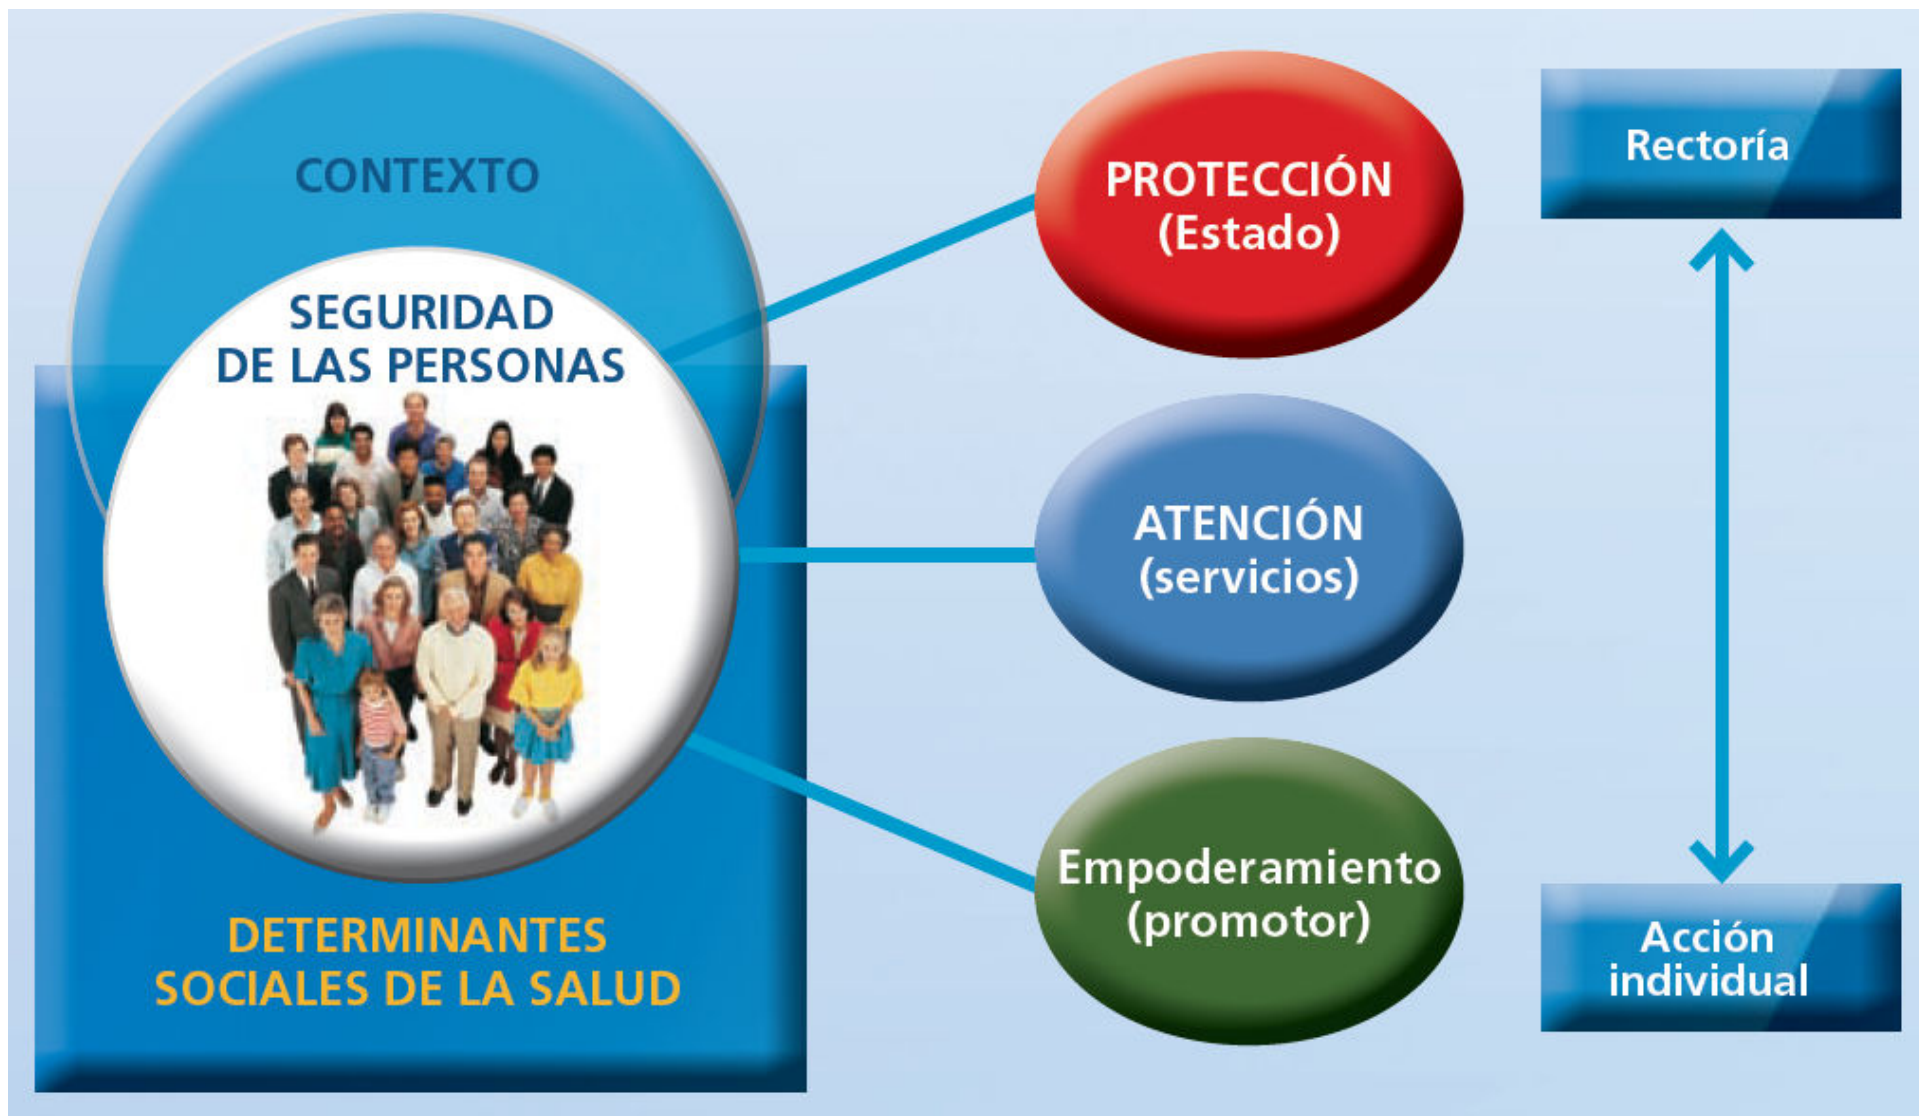 CONTEXTO
SEGURIDAD
DE LAS PERSONAS
DETERMINANTES
SOCIALES DE LA SALUD
PROTECCIÓN
(Estado)
ATENCIÓN
(servicios)
Empoderamiento
(promotor)
Rectoría
Acción
individual